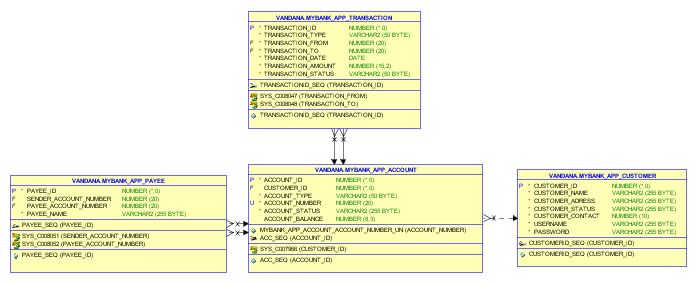 VANDANA.MYBANK_APP_TRANSACTION
P * TRANSACTION_ID NUMBER (*,0)
* TRANSACTION_TYPE VARCHAR2 (50 BYTE)
F * TRANSACTION_FROM NUMBER (20)
F * TRANSACTION_TO NUMBER (20)
* TRANSACTION_DATE DATE
* TRANSACTION_AMOUNT NUMBER (15,2)
* TRANSACTION_STATUS VARCHAR2 (50 BYTE)
TRANSACTIONID_SEQ (TRANSACTION_ID)
SYS_C008047 (TRANSACTION_FROM)
SYS_C008048 (TRANSACTION_TO)
TRANSACTIONID_SEQ (TRANSACTION_ID)
VANDANA.MYBANK_APP_PAYEE
P * PAYEE_ID NUMBER (*,0)
F SENDER_ACCOUNT_NUMBER NUMBER (20)
F PAYEE_ACCOUNT_NUMBER NUMBER (20)
* PAYEE_NAME VARCHAR2 (255 BYTE)
PAYEE_SEQ (PAYEE_ID)
SYS_C008051 (SENDER_ACCOUNT_NUMBER)
SYS_C008052 (PAYEE_ACCOUNT_NUMBER)
PAYEE_SEQ (PAYEE_ID)
VANDANA.MYBANK_APP_ACCOUNT
P * ACCOUNT_ID NUMBER (*,0)
F CUSTOMER_ID NUMBER (*,0)
* ACCOUNT_TYPE VARCHAR2 (50 BYTE)
U * ACCOUNT_NUMBER NUMBER (20)
* ACCOUNT_STATUS VARCHAR2 (255 BYTE)
ACCOUNT_BALANCE NUMBER (8,3)
MYBANK_APP_ACCOUNT_ACCOUNT_NUMBER_UN (ACCOUNT_NUMBER)
ACC_SEQ (ACCOUNT_ID)
SYS_C007986 (CUSTOMER_ID)
ACC_SEQ (ACCOUNT_ID)
VANDANA.MYBANK_APP_CUSTOMER
P * CUSTOMER_ID NUMBER (*,0)
* CUSTOMER_NAME VARCHAR2 (255 BYTE)
* CUSTOMER_ADRESS VARCHAR2 (255 BYTE)
* CUSTOMER_STATUS VARCHAR2 (255 BYTE)
* CUSTOMER_CONTACT NUMBER (10)
* USERNAME VARCHAR2 (255 BYTE)
* PASSWORD VARCHAR2 (255 BYTE)
CUSTOMERID_SEQ (CUSTOMER_ID)
CUSTOMERID_SEQ (CUSTOMER_ID)